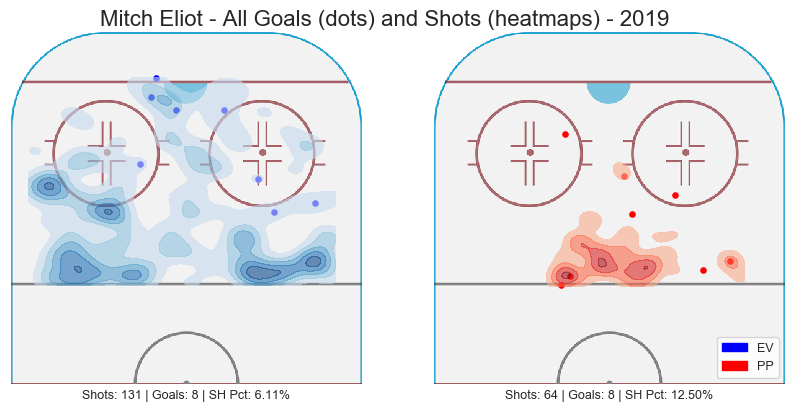 Mitch Eliot - All Goals (dots) and Shots (heatmaps) - 2019
EV
PP
Shots: 131 | Goals: 8 | SH Pct: 6.11%
Shots: 64 | Goals: 8 | SH Pct: 12.50%